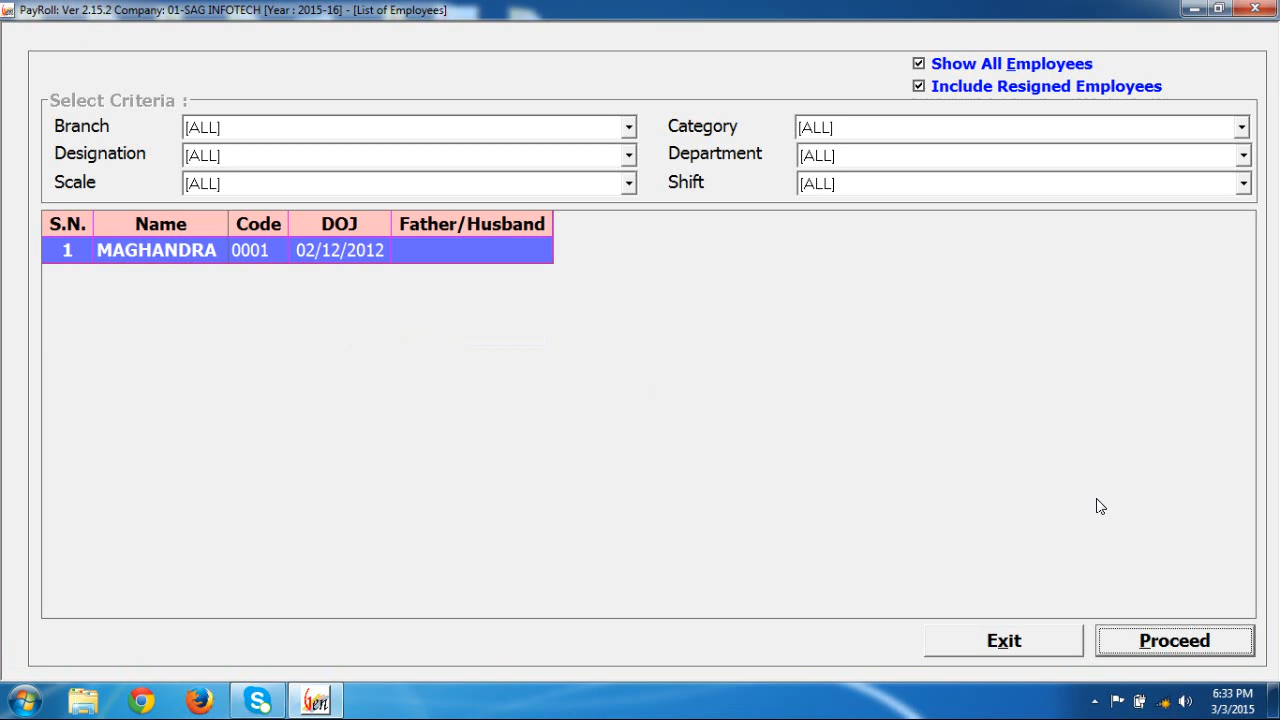 PayRoll: Ver 2.15.2 Company: 01-SAG INFOTECH [Year : 2015-16] - [List of Employees]
Show All Employees
Include Resigned Employees
Select Criteria :
Branch [ALL] Category [ALL]
Designation [ALL] Department [ALL]
Scale [ALL] Shift [ALL]
S.N. Name Code DOJ Father/Husband
1 MAGHANDRA 0001 02/12/2012
Exit Proceed
Gen
6:33 PM
3/3/2015